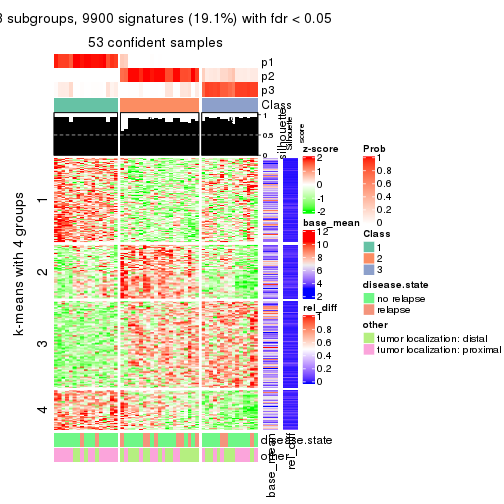 3 subgroups, 9900 signatures (19.1%) with fdr < 0.05
53 confident samples
p1
p2
p3
Class
1
0.5
0
silhouette
Silhouette
score
k-means with 4 groups
1
2
3
4
disease.state
other
base_mean
rel_diff
z-score
2
1
0
-1
-2
base_mean
12
10
8
6
4
2
rel_diff
1
0.8
0.6
0.4
0.2
0
Prob
1
0.8
0.6
0.4
0.2
0
Class
1
2
3
disease.state
no relapse
relapse
other
tumor localization: distal
tumor localization: proximal